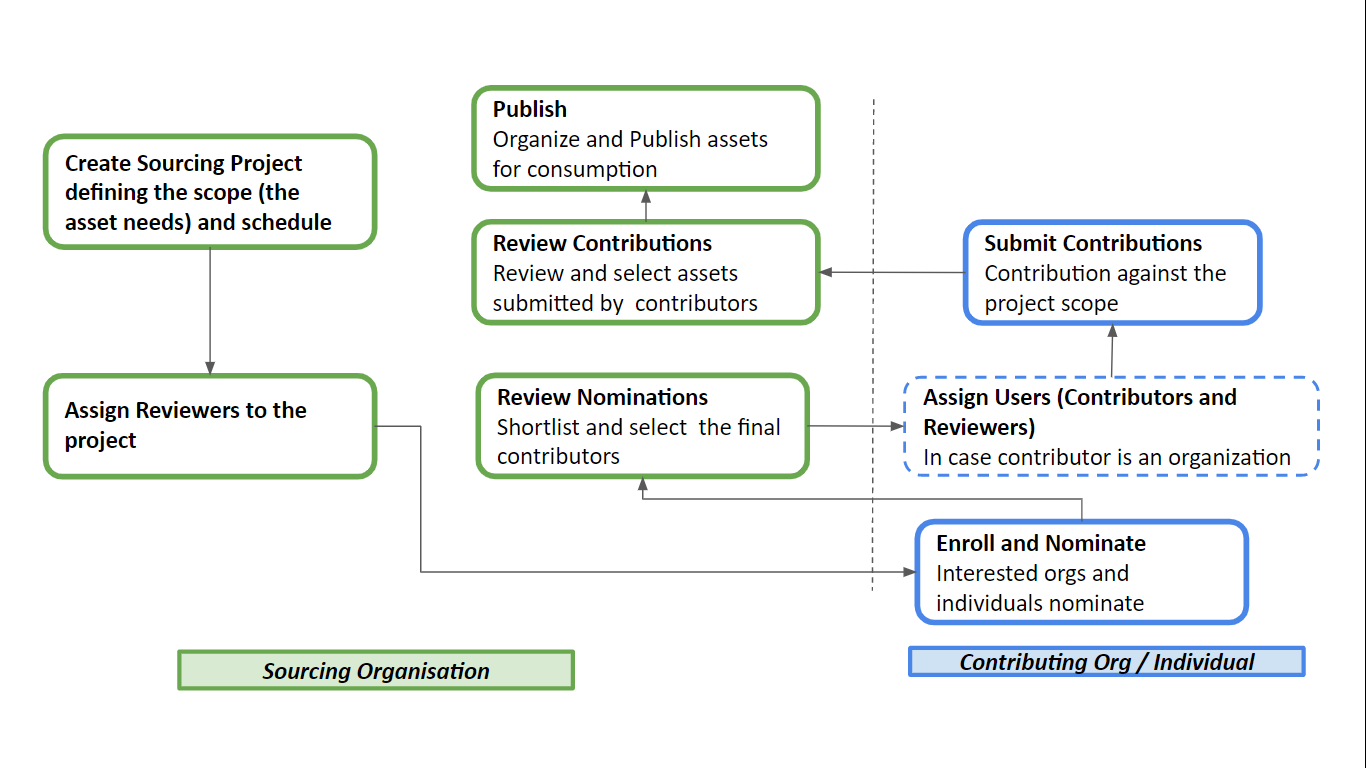 Publish
Organize and Publish assets
for consumption
Create Sourcing Project
defining the scope (the
asset needs) and schedule
Review Contributions
Review and select assets
submitted by  contributors
Submit Contributions
Contribution against the
project scope
Assign Reviewers to the
project
Review Nominations
Shortlist and select  the final
contributors
Assign Users (Contributors and
Reviewers)
In case contributor is an organization
Enroll and Nominate
Interested orgs and
individuals nominate
Sourcing Organisation
Contributing Org / Individual